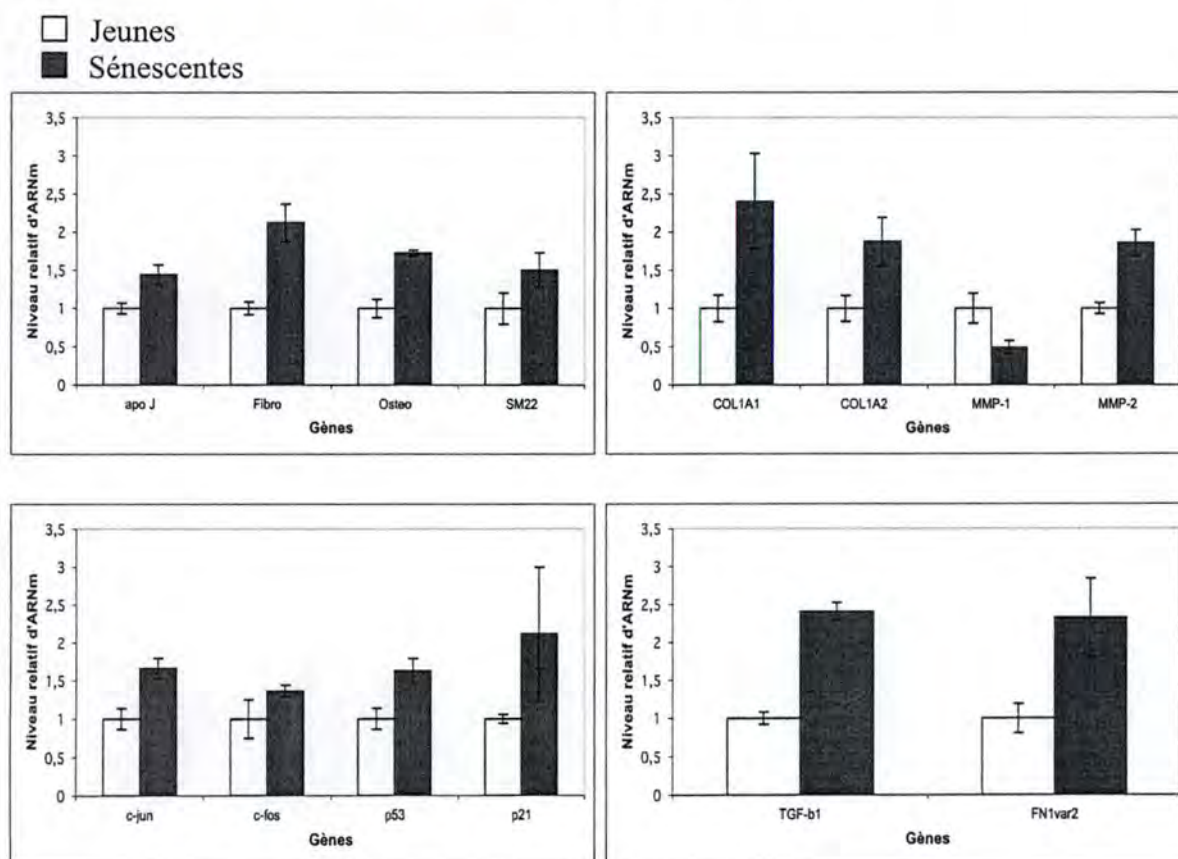 Jeunes
Sénescentes
Niveau relatif d'ARNm
3,5
3
2,5
2
1,5
1
0,5
0
apo J Fibro Osteo SM22
Gènes
Niveau relatif d'ARNm
3,5
3
2,5
2
1,5
1
0,5
0
COL1A1 COL1A2 MMP-1 MMP-2
Gènes
Niveau relatif d'ARNm
3,5
3
2,5
2
1,5
1
0,5
0
c-jun c-fos p53 p21
Gènes
Niveau relatif d'ARNm
3,5
3
2,5
2
1,5
1
0,5
0
TGF-b1 FN1var2
Gènes